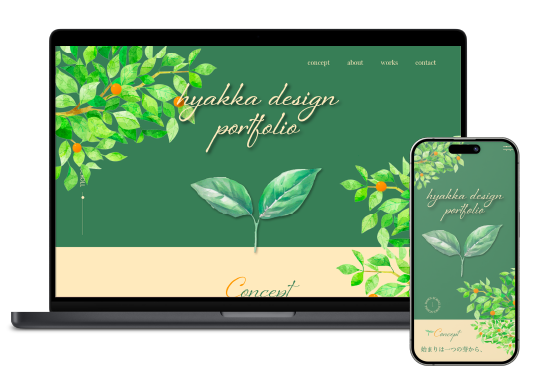 concept about works contact
hyakka design
portfolio
Concept
hyakka design
portfolio
Concept
始まりは一つの芽から。